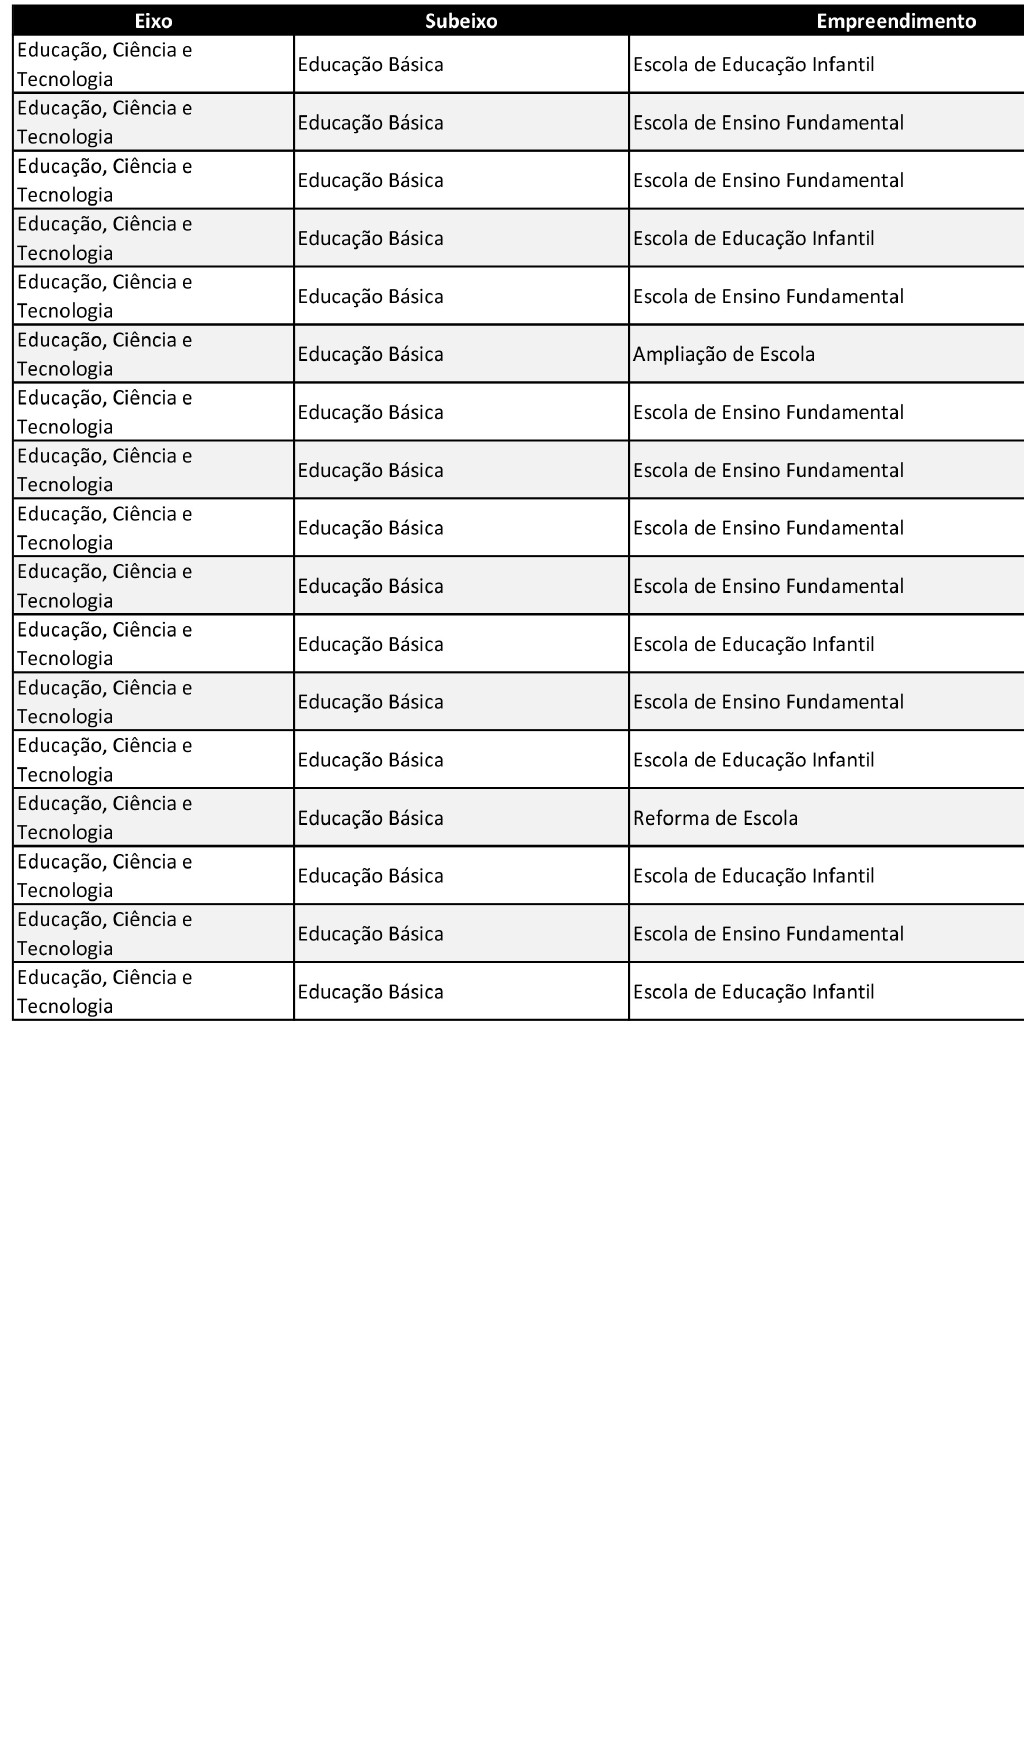 Eixo Subeixo Empreendimento
Educação, Ciência e
Tecnologia
Educação Básica
Escola de Educação Infantil
Educação, Ciência e
Tecnologia
Educação Básica
Escola de Ensino Fundamental
Educação, Ciência e
Tecnologia
Educação Básica
Escola de Ensino Fundamental
Educação, Ciência e
Tecnologia
Educação Básica
Escola de Educação Infantil
Educação, Ciência e
Tecnologia
Educação Básica
Escola de Ensino Fundamental
Educação, Ciência e
Tecnologia
Educação Básica
Ampliação de Escola
Educação, Ciência e
Tecnologia
Educação Básica
Escola de Ensino Fundamental
Educação, Ciência e
Tecnologia
Educação Básica
Escola de Ensino Fundamental
Educação, Ciência e
Tecnologia
Educação Básica
Escola de Ensino Fundamental
Educação, Ciência e
Tecnologia
Educação Básica
Escola de Ensino Fundamental
Educação, Ciência e
Tecnologia
Educação Básica
Escola de Educação Infantil
Educação, Ciência e
Tecnologia
Educação Básica
Escola de Ensino Fundamental
Educação, Ciência e
Tecnologia
Educação Básica
Escola de Educação Infantil
Educação, Ciência e
Tecnologia
Educação Básica
Reforma de Escola
Educação, Ciência e
Tecnologia
Educação Básica
Escola de Educação Infantil
Educação, Ciência e
Tecnologia
Educação Básica
Escola de Ensino Fundamental
Educação, Ciência e
Tecnologia
Educação Básica
Escola de Educação Infantil